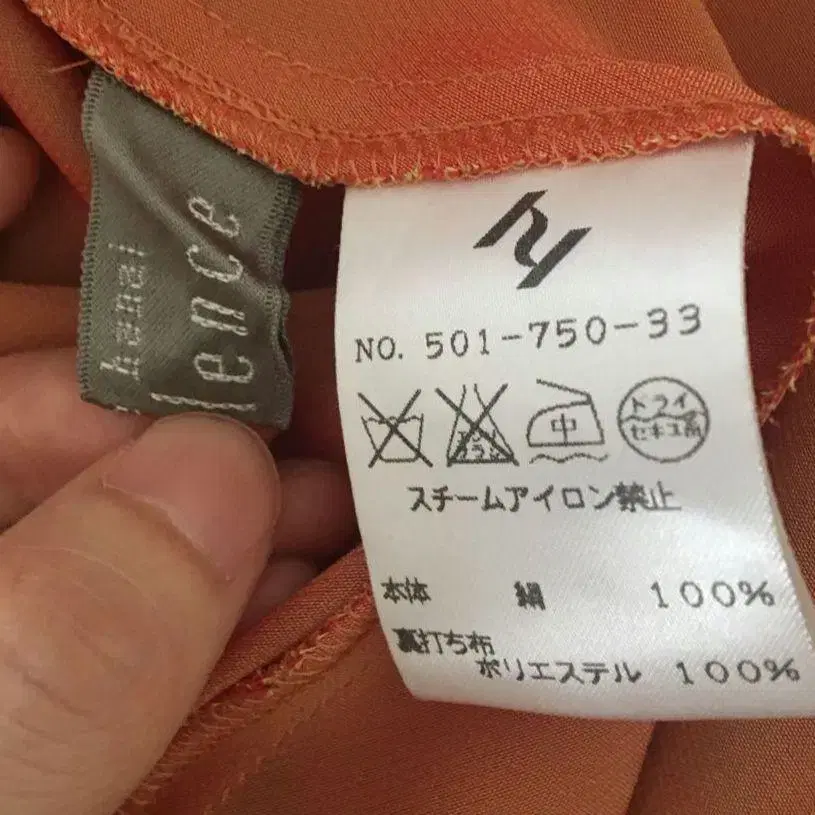 hanai
lence
NO. 501-750-33
中
ドライ
セキユ系
スチームアイロン禁止
本体 絹 100%
裏打ち布
ポリエステル 100%